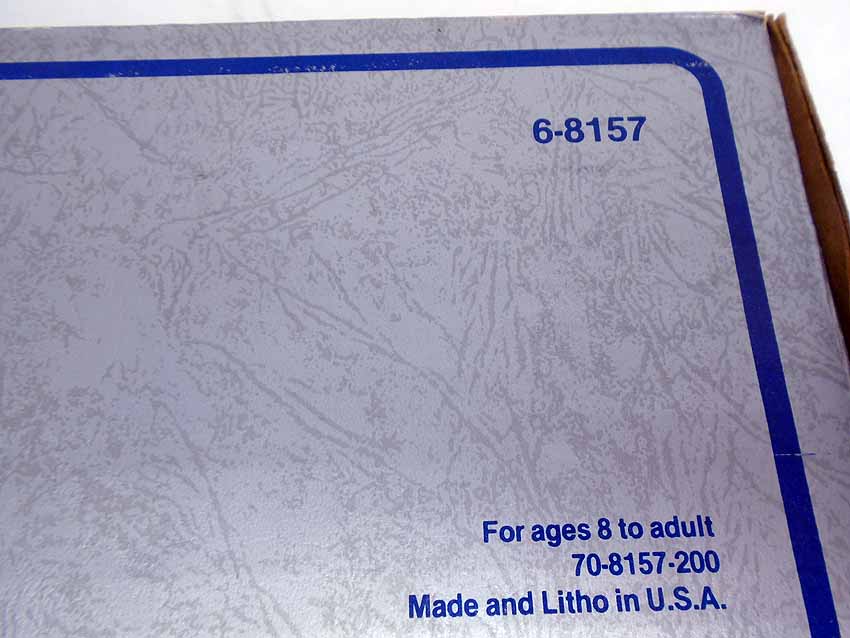 6-8157
For ages 8 to adult
70-8157-200
Made and Litho in U.S.A.